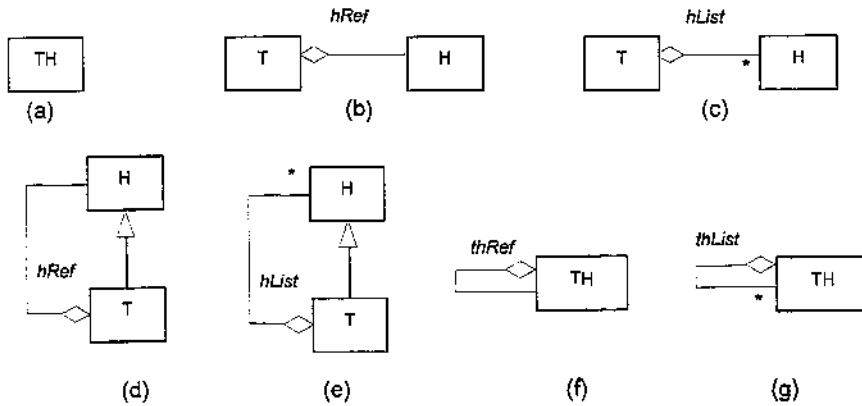 hRef
hList
TH
T
H
T
*
H
(a)
(b)
(c)
H
*
H
hRef
hList
thRef
TH
thList
TH
*
T
T
(d)
(e)
(f)
(g)